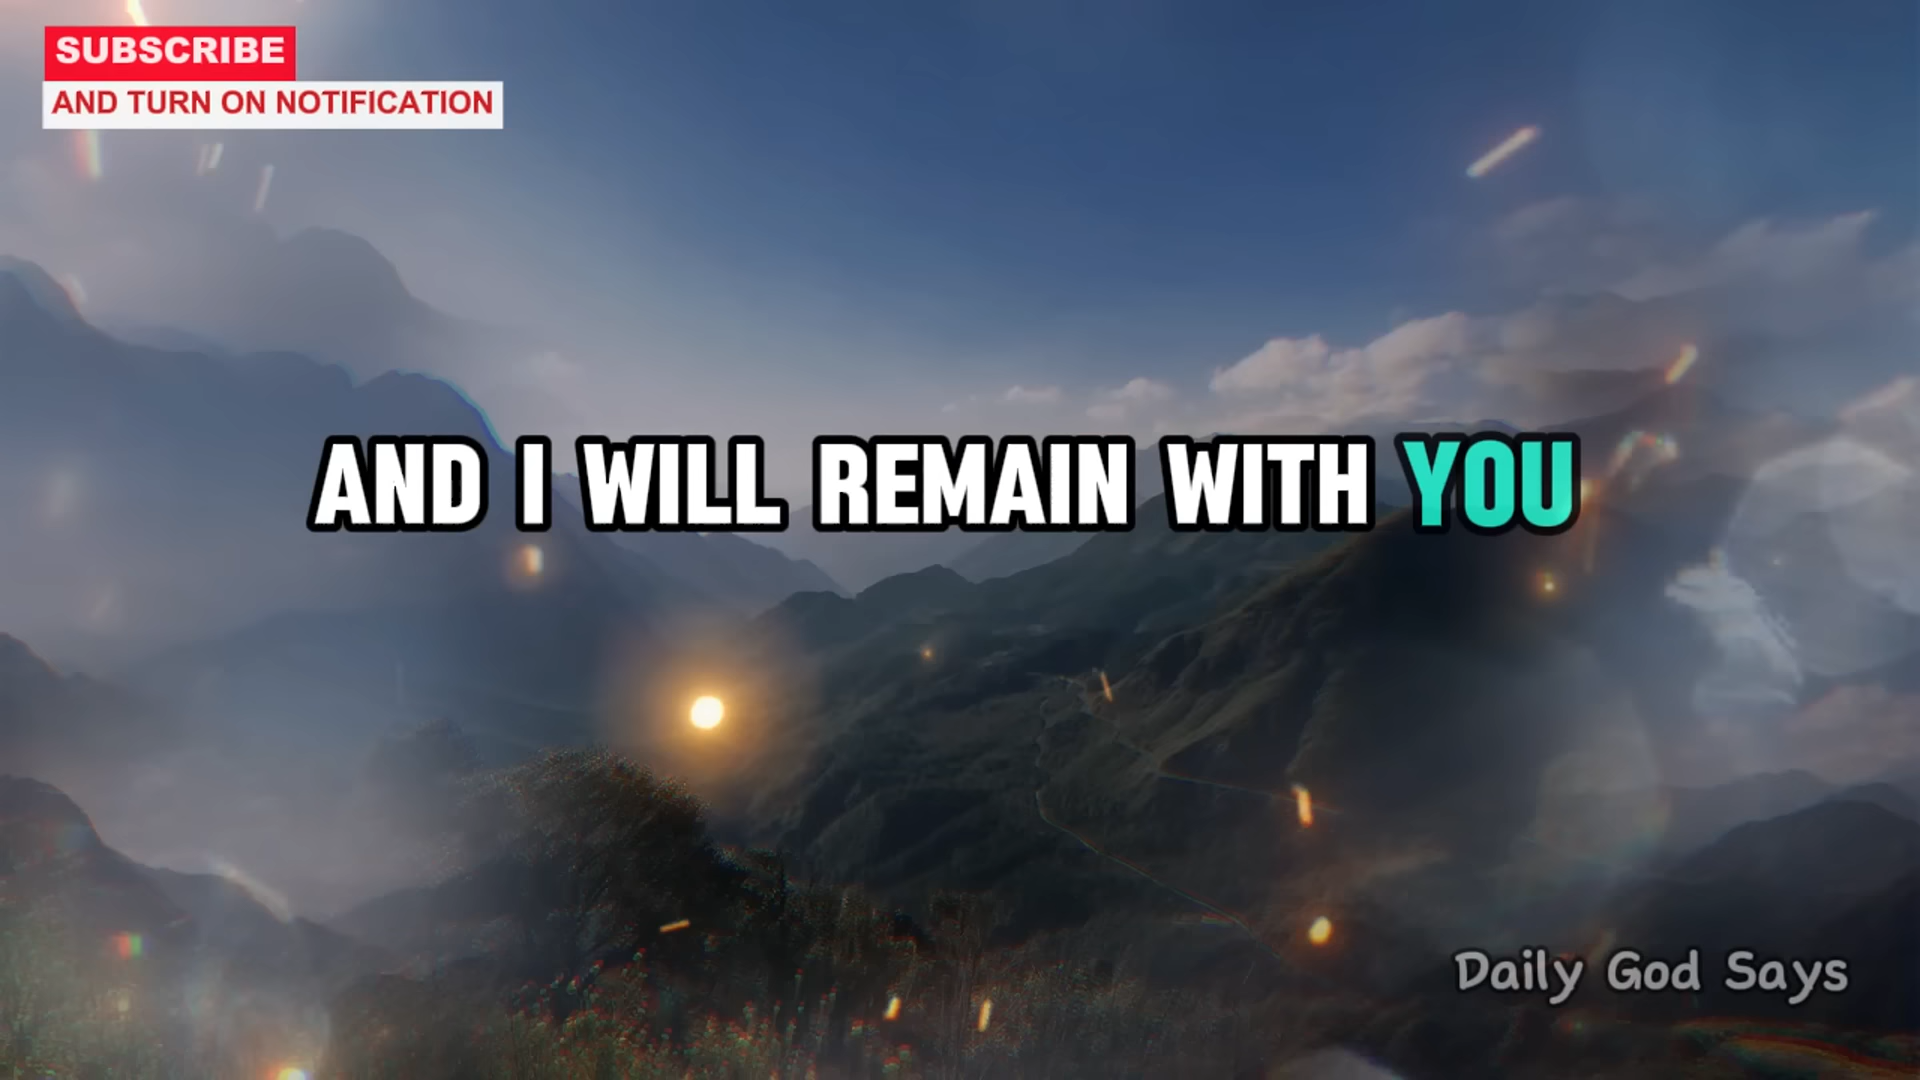 SUBSCRIBE
AND TURN ON NOTIFICATION
AND I WILL REMAIN WITH YOU
Daily God Says